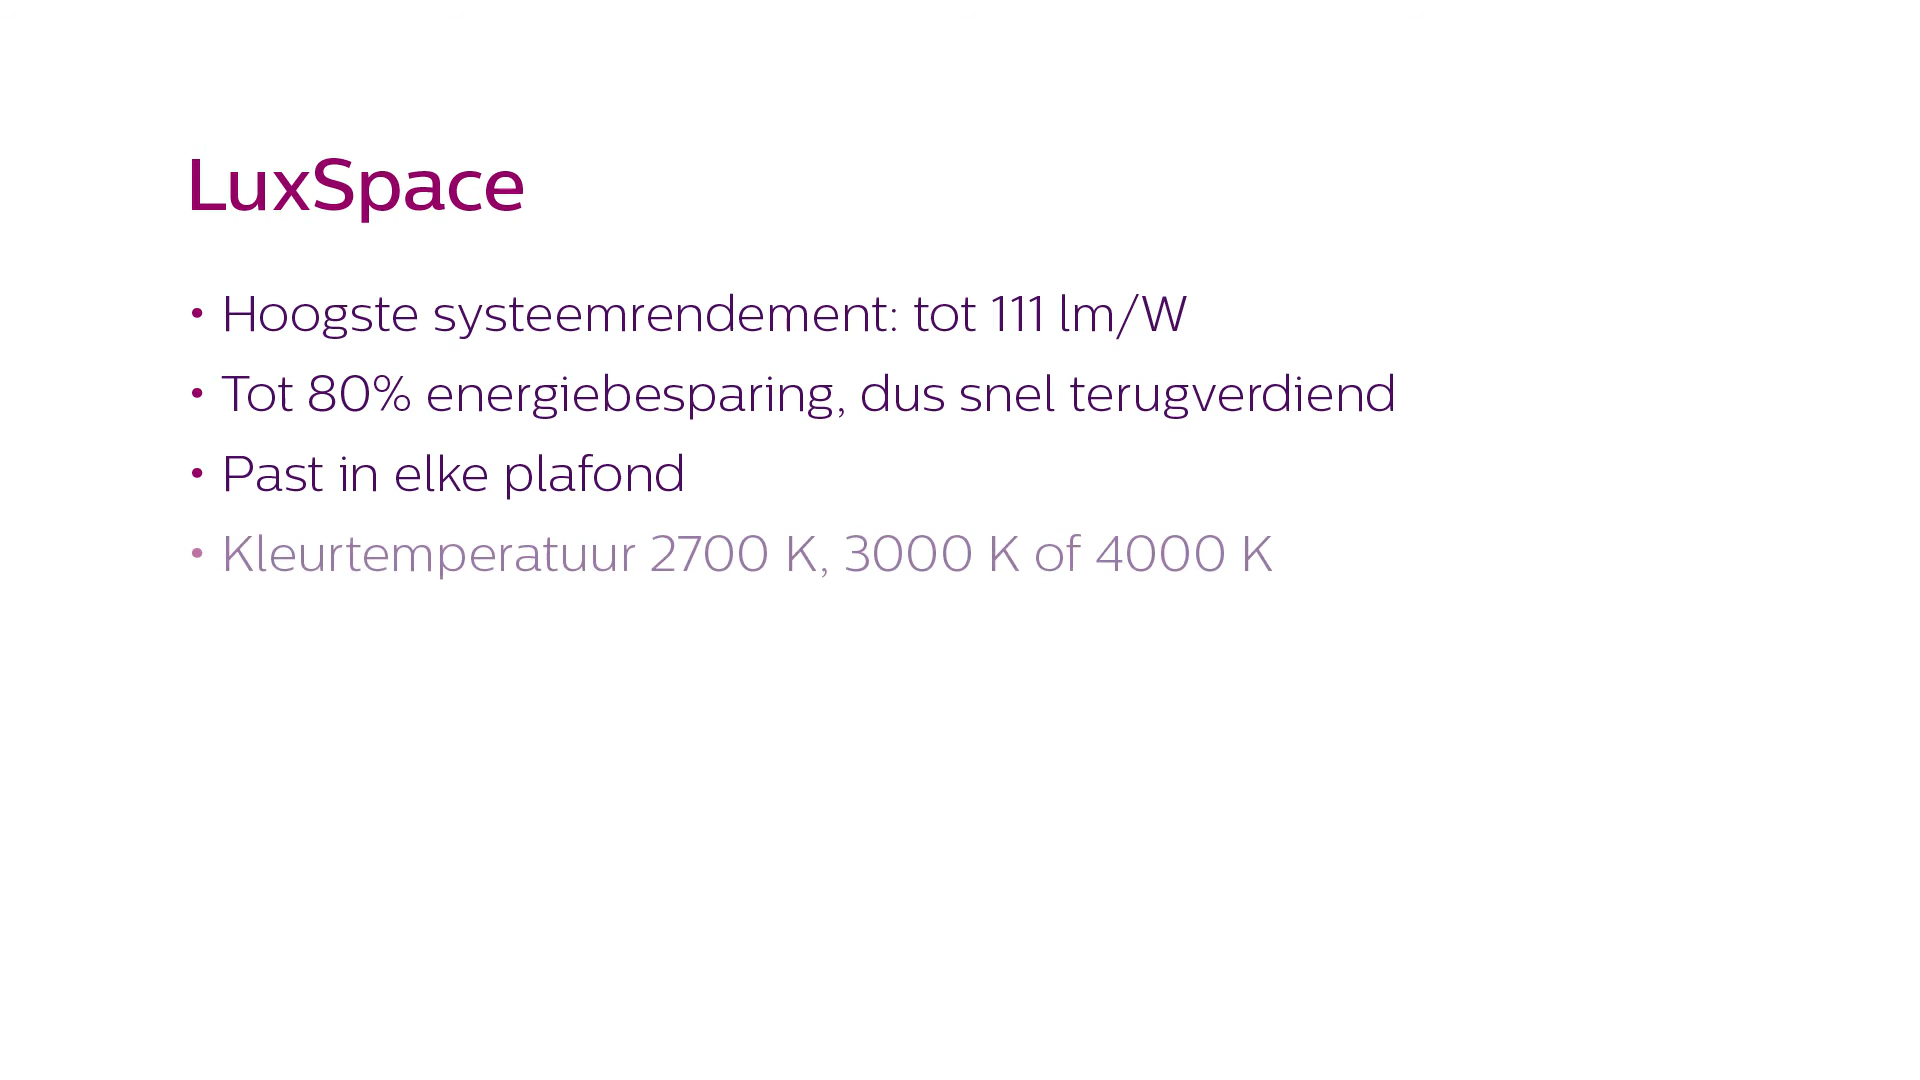 LuxSpace
• Hoogste systeemrendement: tot 111 lm/W
• Tot 80% energiebesparing, dus snel terugverdiend
• Past in elke plafond
• Kleurtemperatuur 2700 K, 3000 K of 4000 K